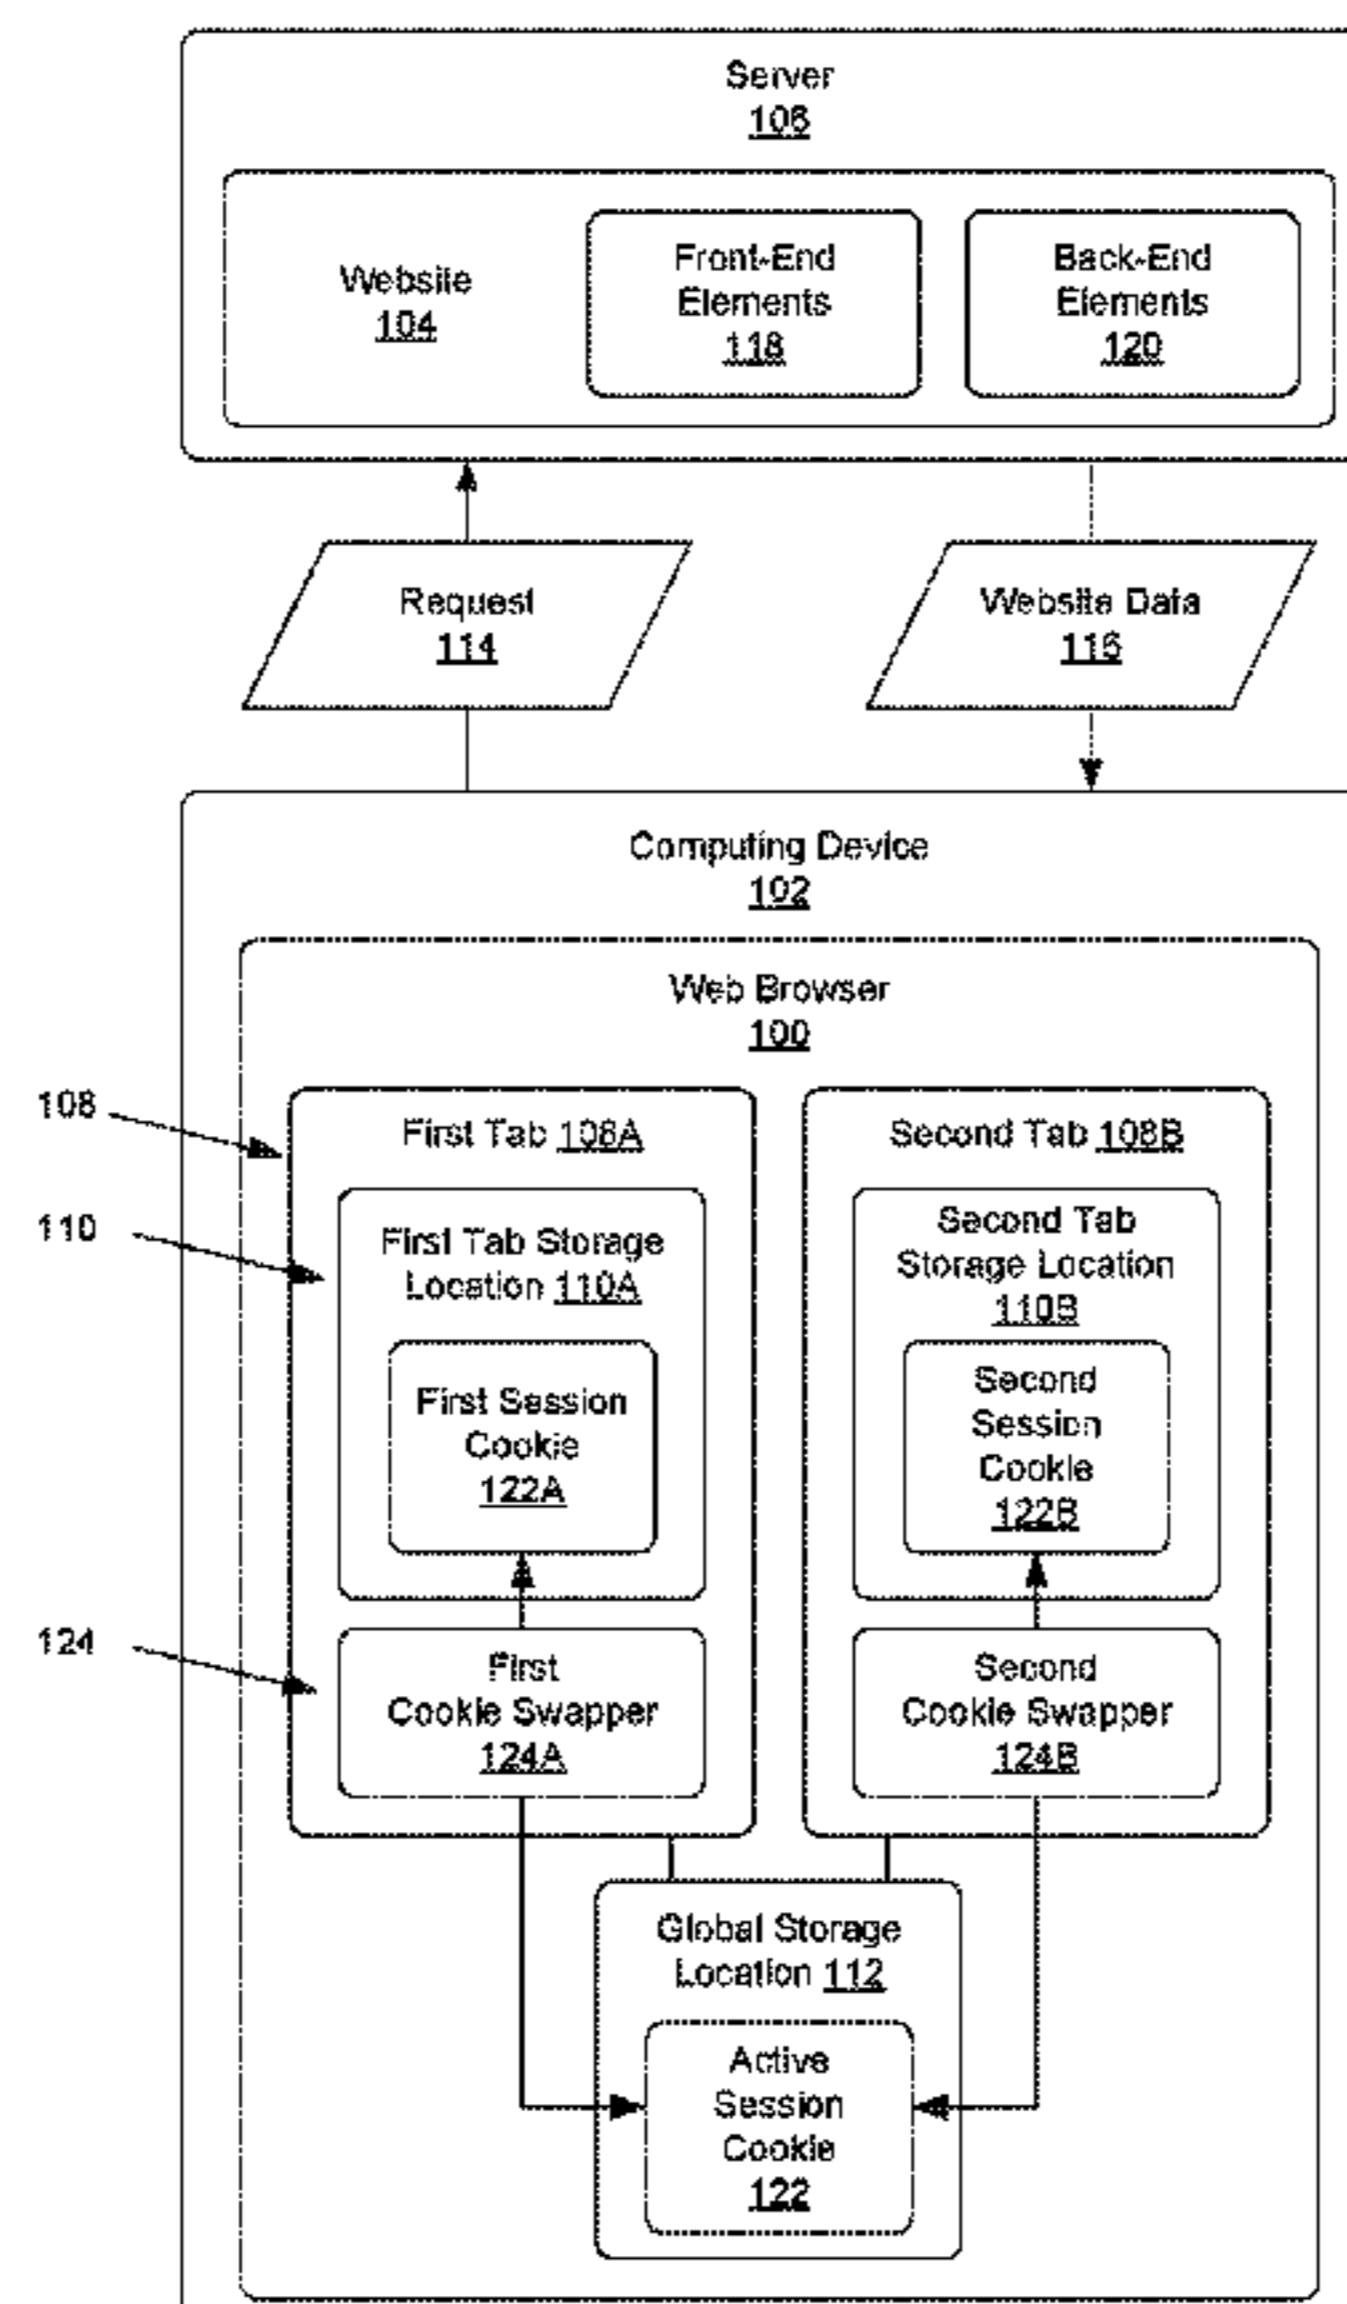 Server
106
Website
104
Front-End
Elements
118
Back-End
Elements
120
Request
114
Website Data
116
Computing Device
102
Web Browser
100
108
First Tab 108A
110
First Tab Storage
Location 110A
First Session
Cookie
122A
124
First
Cookie Swapper
124A
Second Tab 108B
Second Tab
Storage Location
110B
Second
Session
Cookie
122B
Second
Cookie Swapper
124B
Global Storage
Location 112
Active
Session
Cookie
122